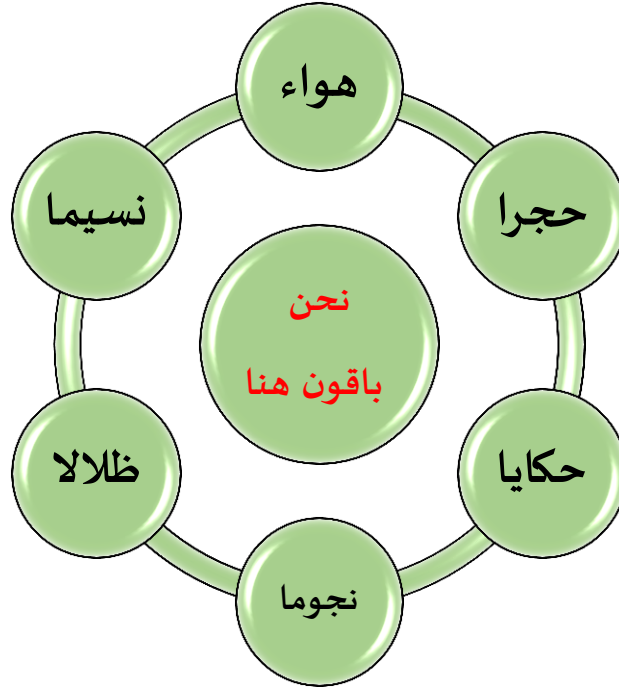 هواء
حجرا
حكايا
نجوما
ظلالا
نسيما
نحن
باقون هنا